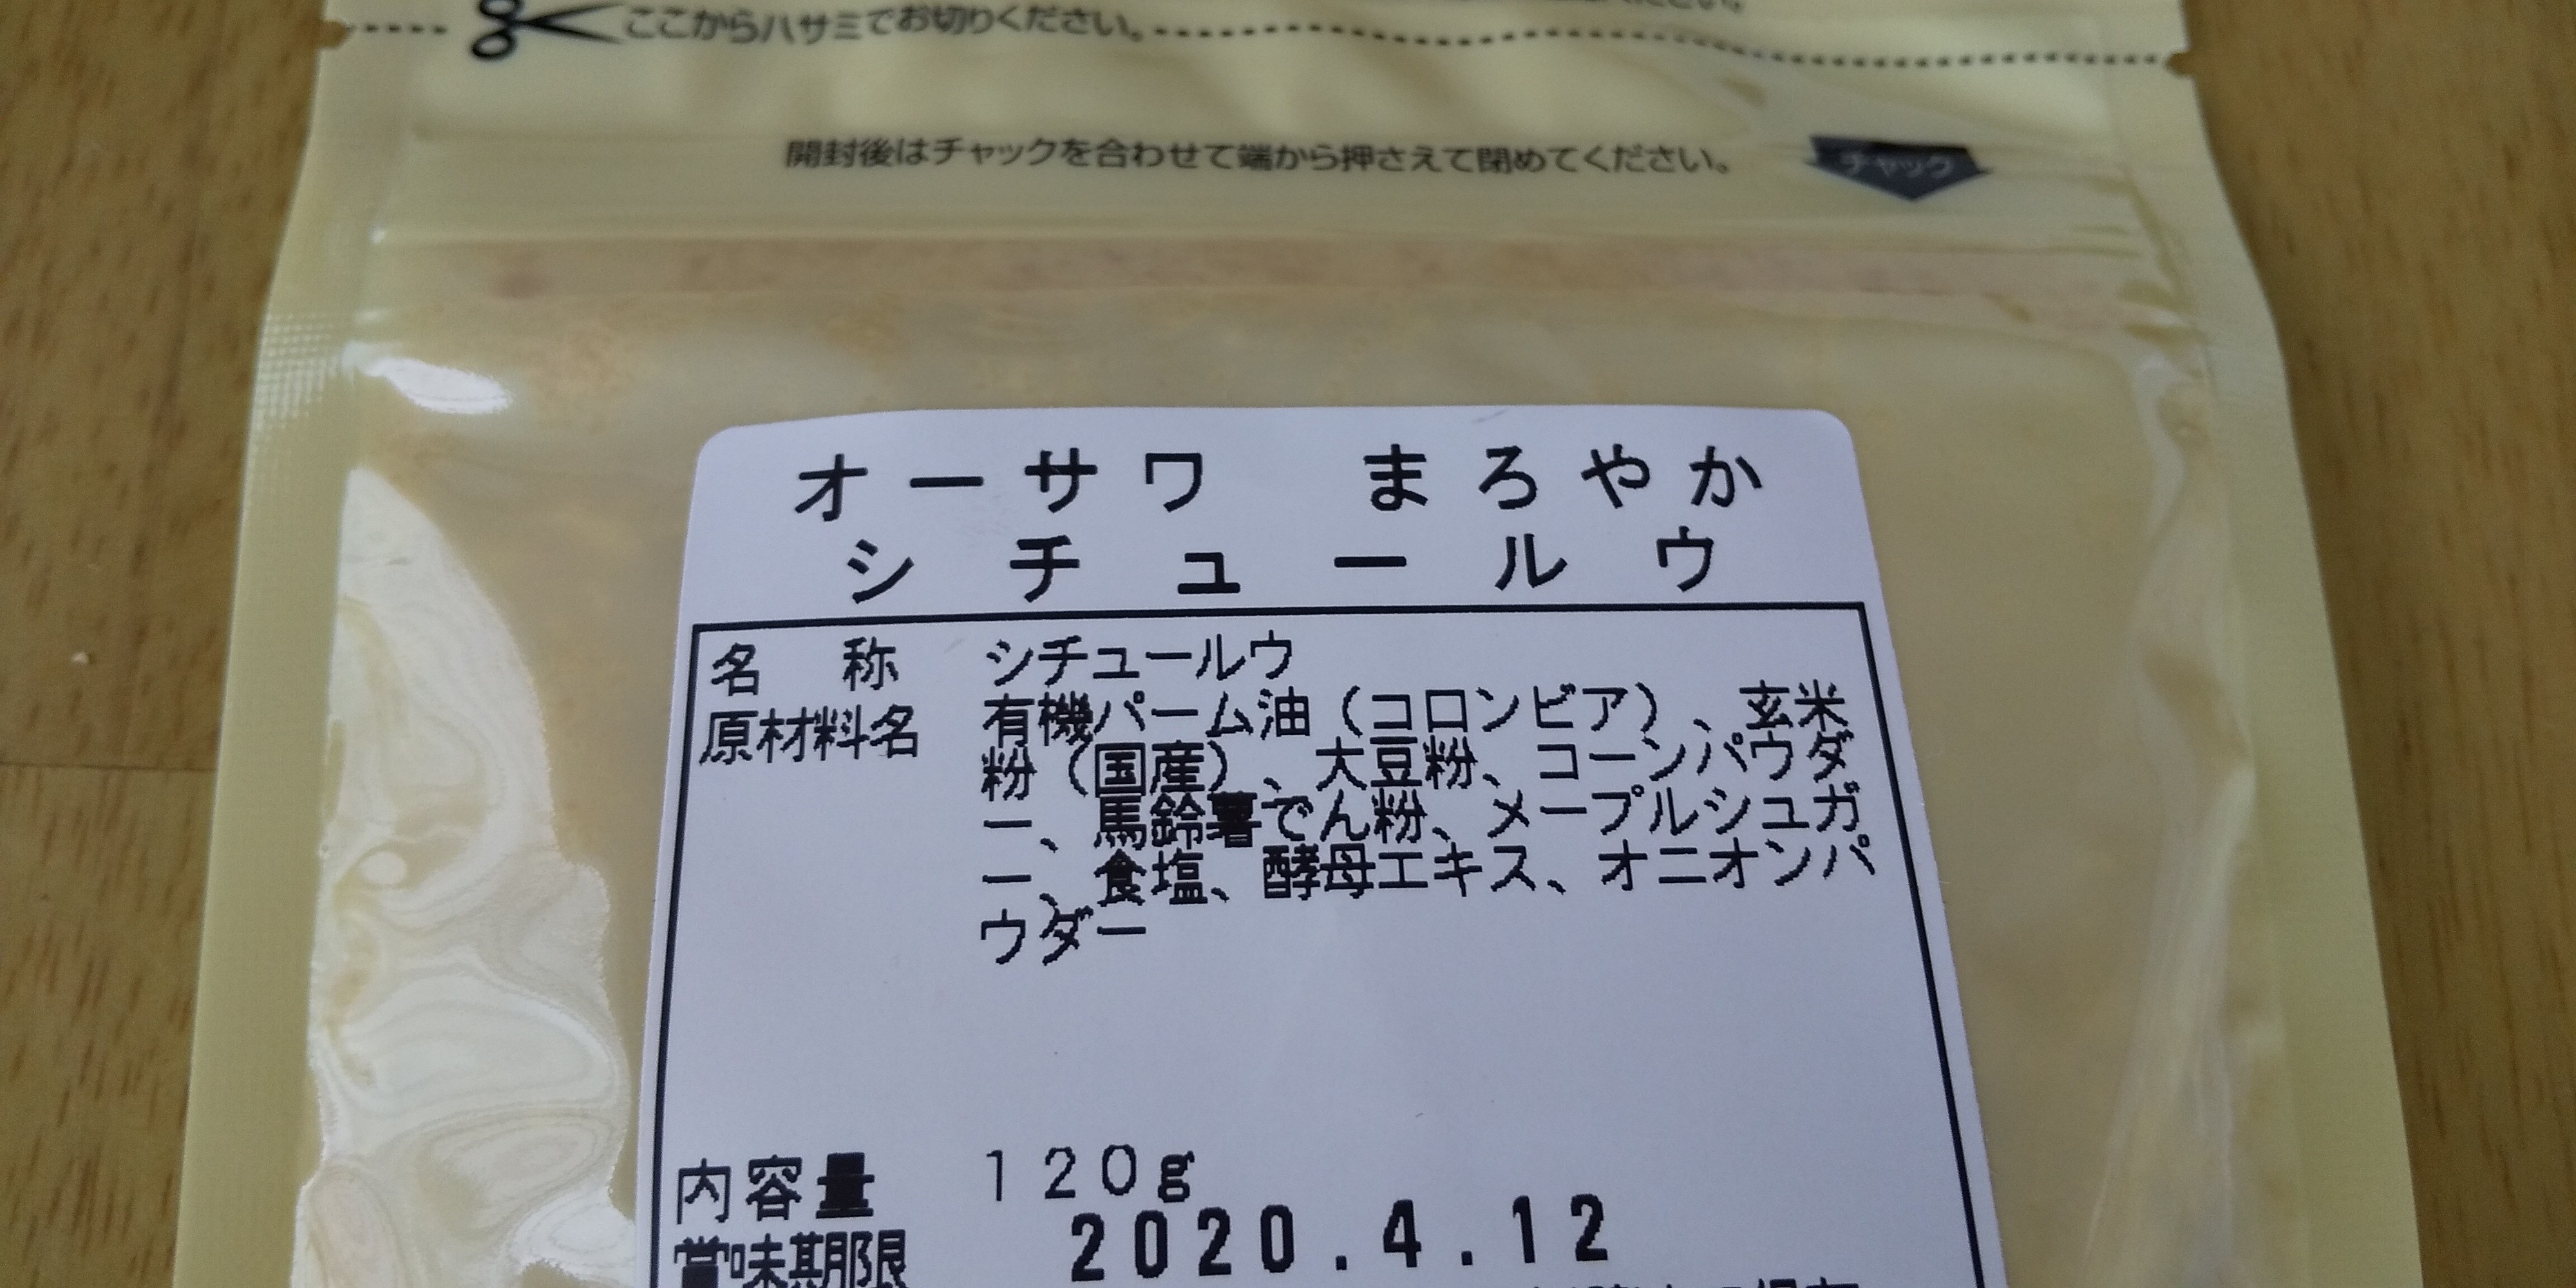 ここからハサミでお切りください。
開封後はチャックを合わせて端から押さえて閉めてください。
チャック
オーサワ まろやか
シチュールウ
名 称 シチュールウ
原材料名 有機パーム油（コロンビア）、玄米
粉（国産）、大豆粉、コーンパウダ
ー、馬鈴薯でん粉、メープルシュガ
ー、食塩、酵母エキス、オニオンパ
ウダー
内容量 120g
賞味期限 2020.4.12